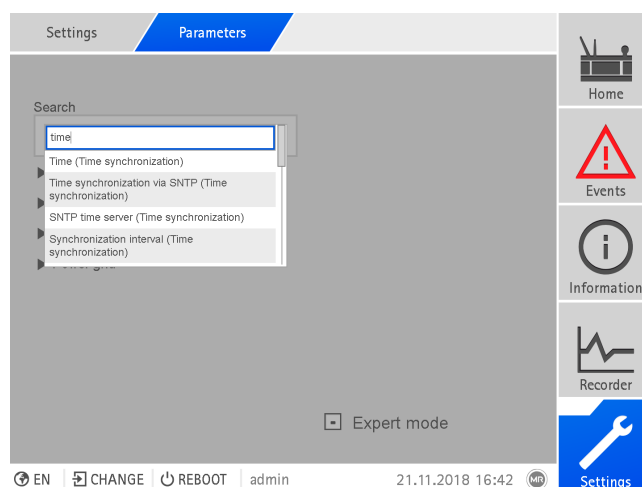 Settings
Parameters
Search
time
Time (Time synchronization)
Time synchronization via SNTP (Time
synchronization)
SNTP time server (Time synchronization)
Synchronization interval (Time
synchronization)
Expert mode
Home
Events
Information
Recorder
Settings
EN
CHANGE
REBOOT
admin
21.11.2018 16:42
MR